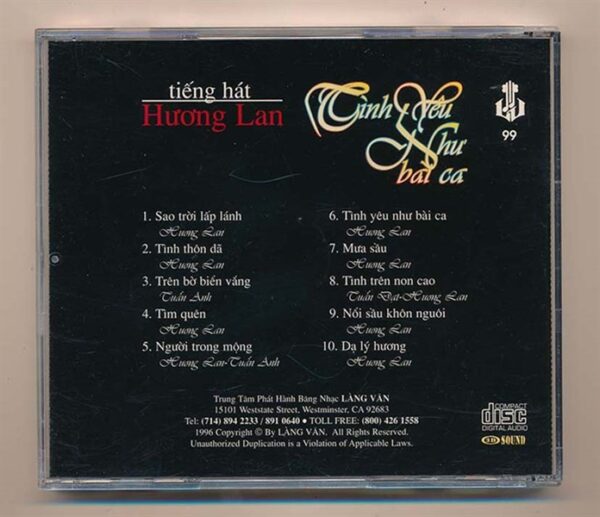 tiếng hát
Hương Lan
Tình Yêu
Như
bài ca
99
1. Sao trời lấp lánh
Hương Lan
2. Tình thôn dã
Hương Lan
3. Trên bờ biển vắng
Tuấn Anh
4. Tìm quên
Hương Lan
5. Người trong mộng
Hương Lan-Tuấn Anh
6. Tình yêu như bài ca
Hương Lan
7. Mưa sầu
Hương Lan
8. Tình trên non cao
Tuấn Đạt-Hương Lan
9. Nổi sầu khôn nguôi
Hương Lan
10. Dạ lý hương
Hương Lan
Trung Tâm Phát Hành Băng Nhạc LÀNG VĂN
15101 Weststate Street, Westminster, CA 92683
Tel: (714) 894 2233 / 891 0640 • TOLL FREE: (800) 426 1558
1996 Copyright © By LÀNG VĂN. All Rights Reserved.
Unauthorized Duplication is a Violation of Applicable Laws.
COMPACT
disc
DIGITAL AUDIO
3-D SOUND